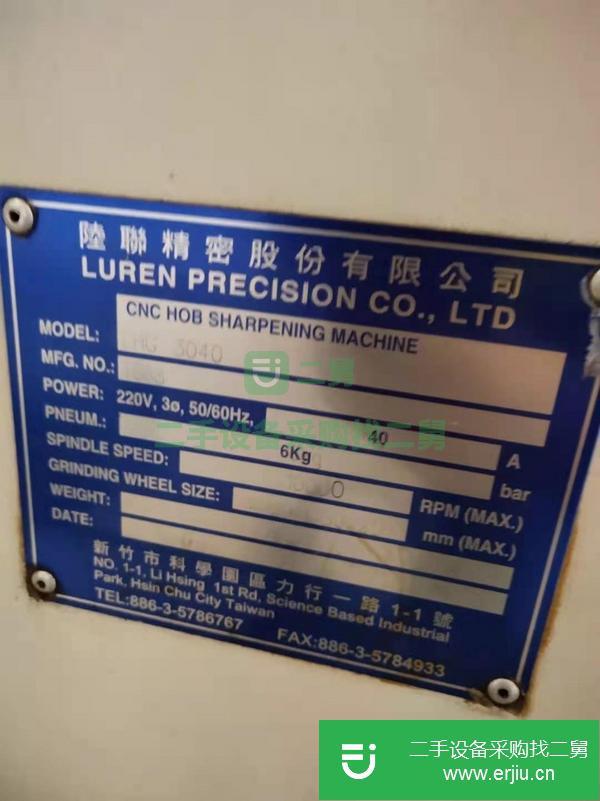 陸聯精密股份有限公司
LUREN PRECISION CO., LTD
CNC HOB SHARPENING MACHINE
MODEL: HG 3040
MFG. NO.:
POWER: 220V, 3ø, 50/60Hz, 40 A
PNEUM.: 6Kg bar
SPINDLE SPEED: RPM (MAX.)
GRINDING WHEEL SIZE: mm (MAX.)
WEIGHT:
DATE:
新竹市科學園區力行一路 1-1 號
NO. 1-1, Li Hsing 1st Rd, Science Based Industrial
Park, Hsin Chu City Taiwan
TEL:886-3-5786767 FAX:886-3-5784933
二舅
二手设备采购找二舅
二手设备采购找二舅
www.erjiu.cn